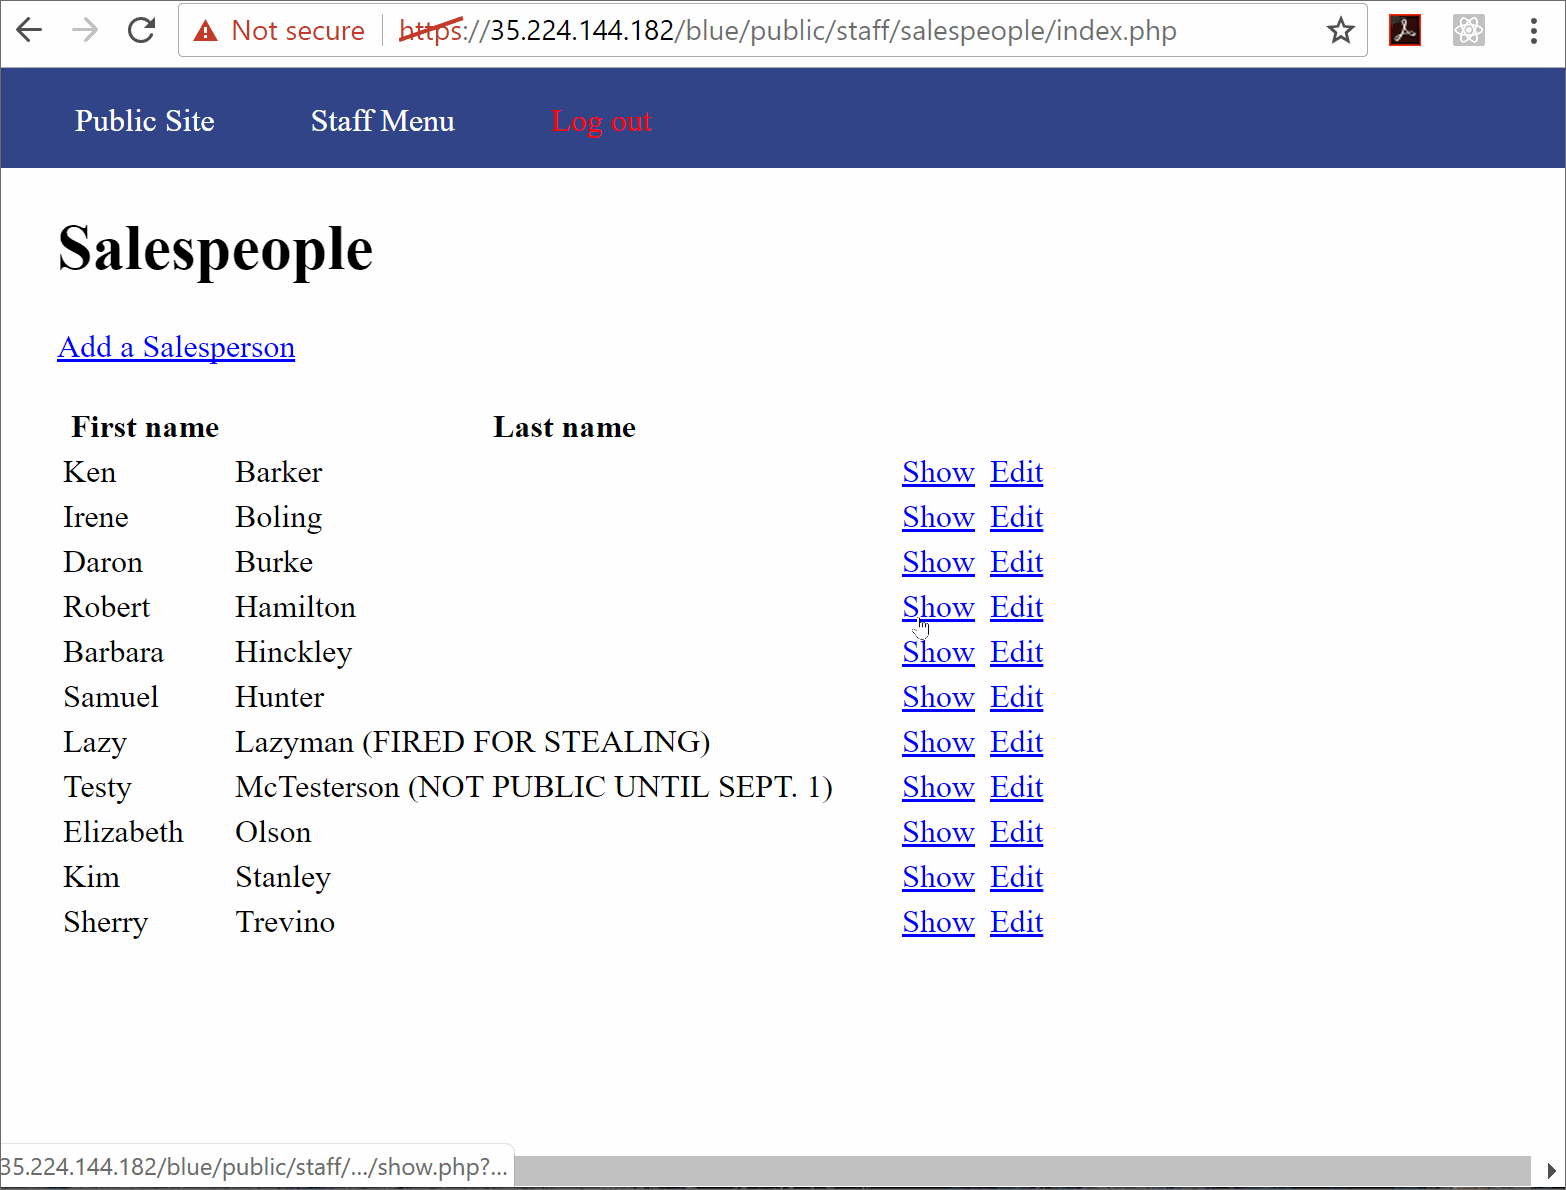 Not secure https://35.224.144.182/blue/public/staff/salespeople/index.php
Public Site Staff Menu Log out
Salespeople
Add a Salesperson
First name Last name
Ken Barker Show Edit
Irene Boling Show Edit
Daron Burke Show Edit
Robert Hamilton Show Edit
Barbara Hinckley Show Edit
Samuel Hunter Show Edit
Lazy Lazyman (FIRED FOR STEALING) Show Edit
Testy McTesterson (NOT PUBLIC UNTIL SEPT. 1) Show Edit
Elizabeth Olson Show Edit
Kim Stanley Show Edit
Sherry Trevino Show Edit
35.224.144.182/blue/public/staff/.../show.php?...